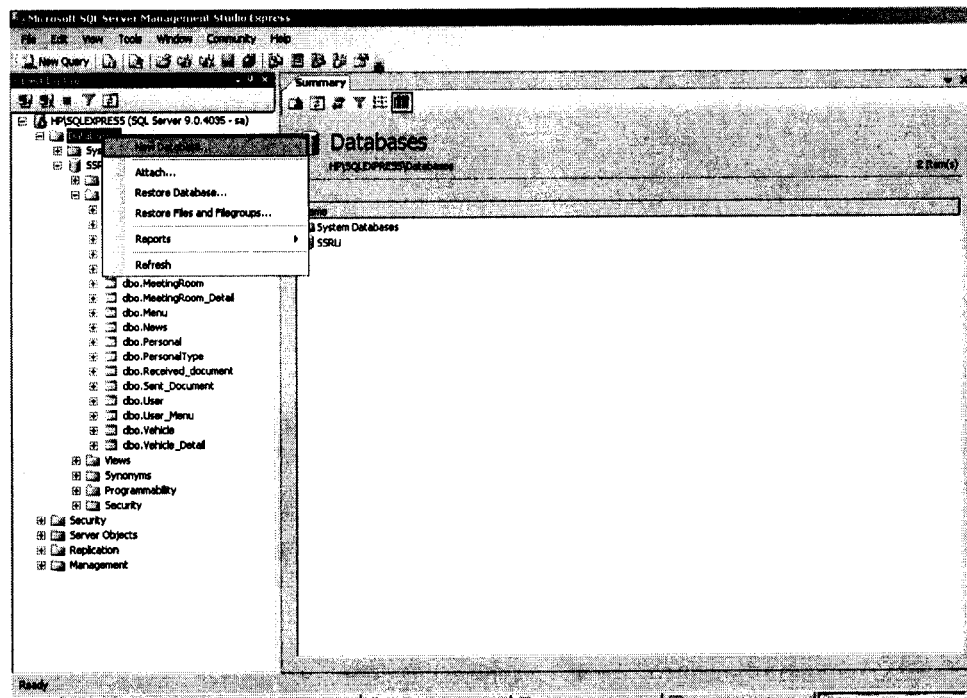 Microsoft SQL Server Management Studio Express
File Edit View Tools Window Community Help
New Query
Summary
HP\SQLEXPRESS (SQL Server 9.0.4035 - sa)
Databases
HP\SQLEXPRESS\Databases
2 Item(s)
New Database...
Attach...
Restore Database...
Restore Files and Filegroups...
Reports
Refresh
System Databases
SSRU
dbo.MeetingRoom
dbo.MeetingRoom_Detail
dbo.Menu
dbo.News
dbo.Personal
dbo.PersonalType
dbo.Received_document
dbo.Sent_Document
dbo.User
dbo.User_Menu
dbo.Vehicle
dbo.Vehicle_Detail
Views
Synonyms
Programmability
Security
Security
Server Objects
Replication
Management
Ready